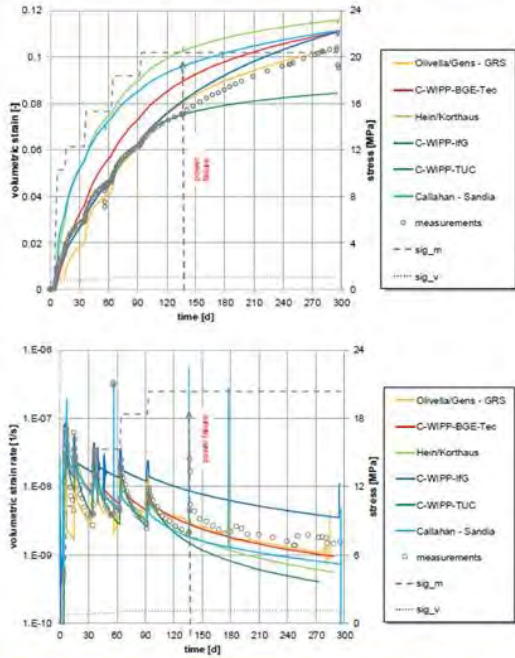 0.12
0.1
0.08
0.06
0.04
0.02
0
volumetric strain [-]
24
20
16
12
8
4
0
stress [MPa]
0 30 60 90 120 150 180 210 240 270 300
time [d]
power
failure
Olivella/Gens - GRS
C-WIPP-BGE-Tec
Hein/Korthaus
C-WIPP-IfG
C-WIPP-TUC
Callahan - Sandia
measurements
sig_m
sig_v
1.E-06
1.E-07
1.E-08
1.E-09
1.E-10
volumetric strain rate [1/s]
24
18
12
6
0
stress [MPa]
0 30 60 90 120 150 180 210 240 270 300
time [d]
power failure
Olivella/Gens - GRS
C-WIPP-BGE-Tec
Hein/Korthaus
C-WIPP-IfG
C-WIPP-TUC
Callahan - Sandia
measurements
sig_m
sig_v